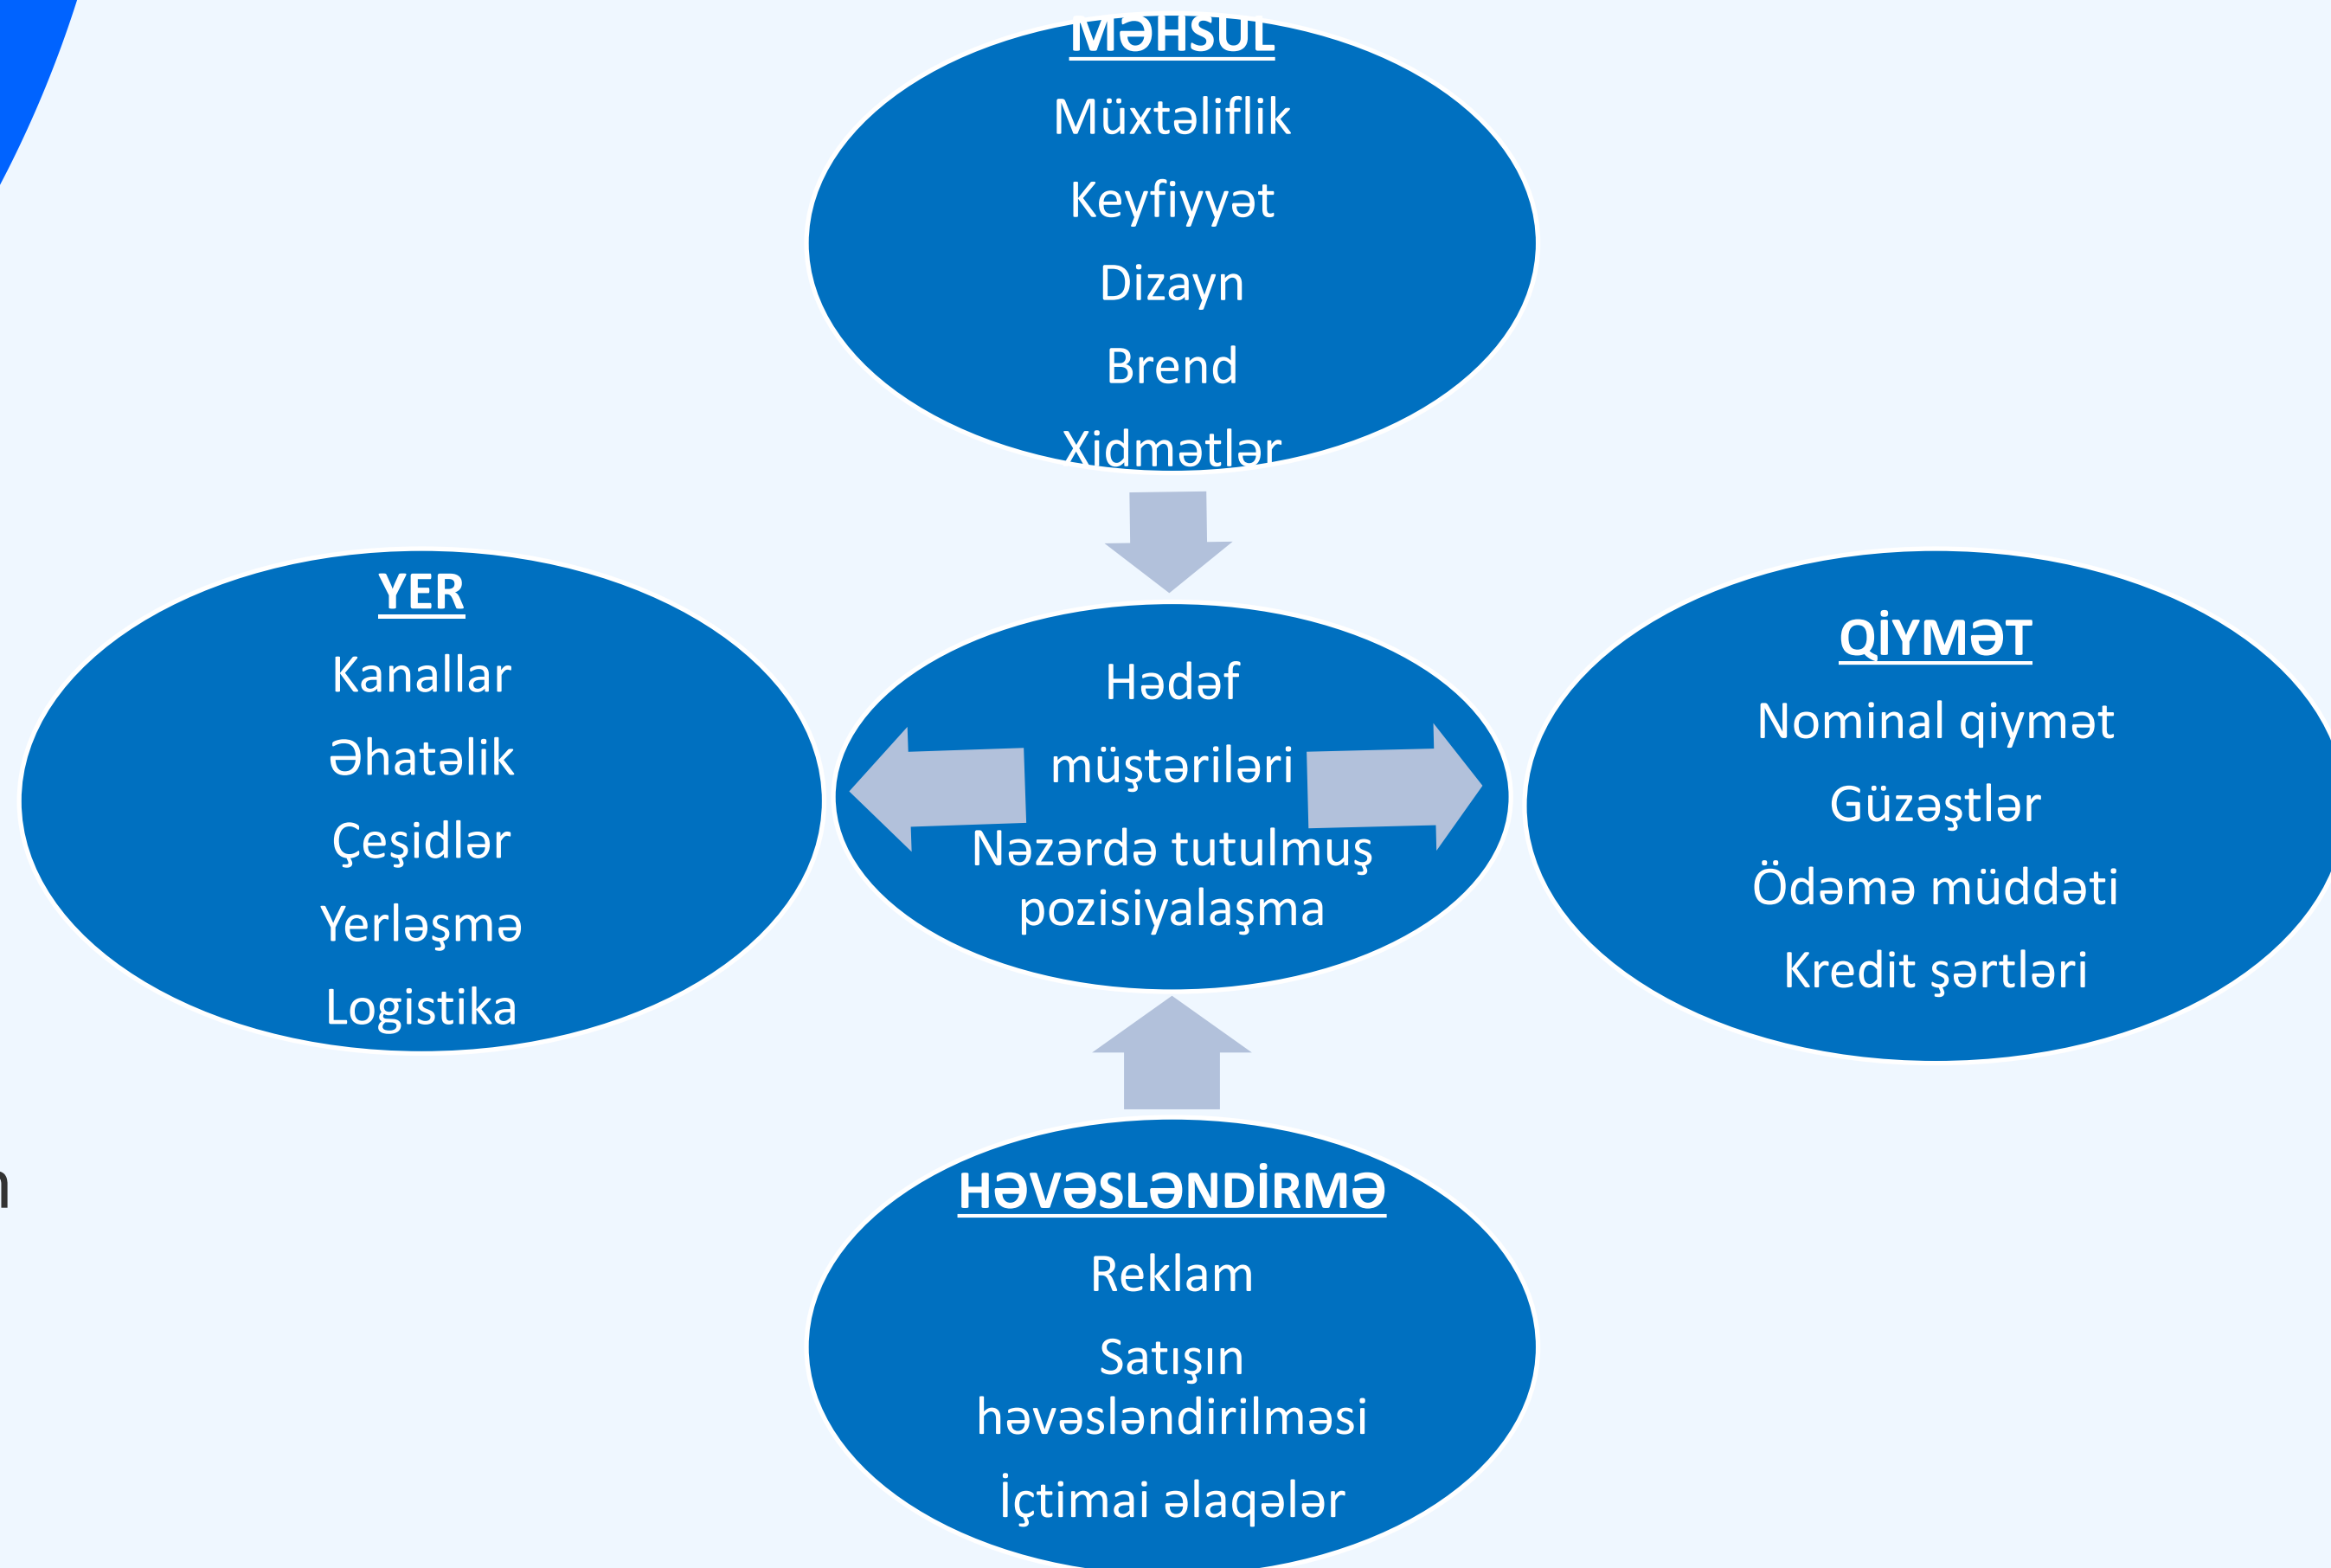 MƏHSUL
Müxtəliflik
Keyfiyyət
Dizayn
Brend
Xidmətlər
YER
Kanallar
Əhatəlik
Çeşidlər
Yerləşmə
Logistika
Hədəf
müştəriləri
Nəzərdə tutulmuş
pozisiyalaşma
QİYMƏT
Nominal qiymət
Güzəştlər
Ödəmə müddəti
Kredit şərtləri
HƏVƏSLƏNDİRMƏ
Reklam
Satışın
həvəsləndirilməsi
İçtimai əlaqələr